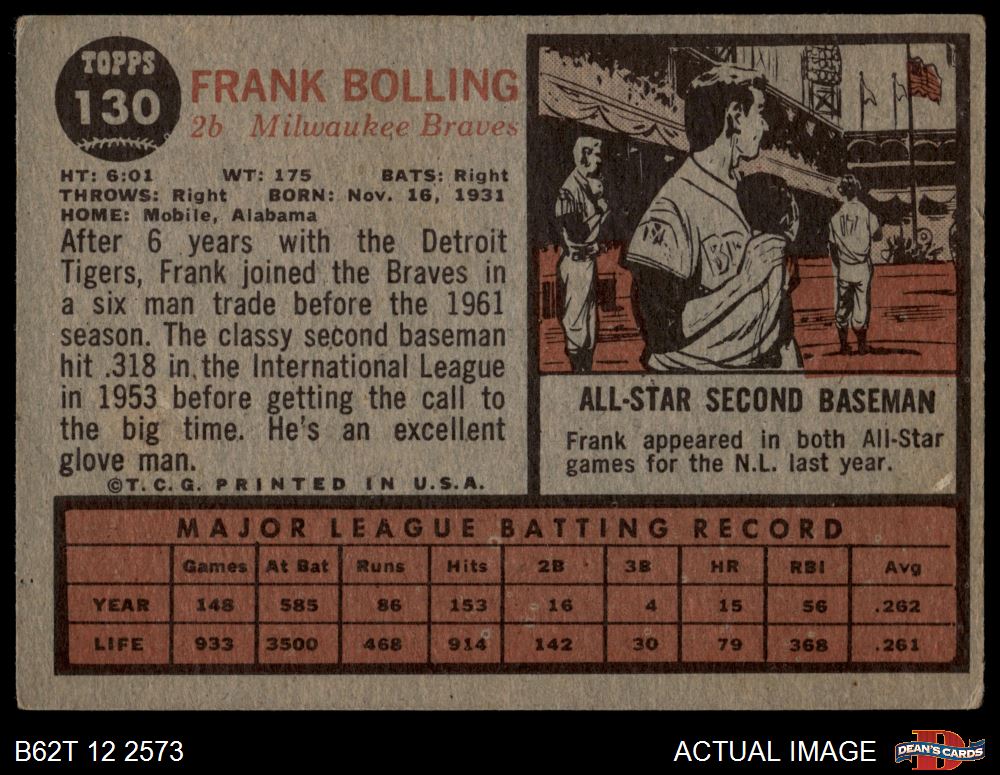 TOPPS
130
FRANK BOLLING
2b Milwaukee Braves
HT: 6:01 WT: 175 BATS: Right
THROWS: Right BORN: Nov. 16, 1931
HOME: Mobile, Alabama
After 6 years with the Detroit
Tigers, Frank joined the Braves in
a six man trade before the 1961
season. The classy second baseman
hit .318 in the International League
in 1953 before getting the call to
the big time. He's an excellent
glove man.
©T.C.G. PRINTED IN U.S.A.
ALL-STAR SECOND BASEMAN
Frank appeared in both All-Star
games for the N.L. last year.
MAJOR LEAGUE BATTING RECORD
Games At Bat Runs Hits 2B 3B HR RBI Avg
YEAR 148 585 86 153 16 4 15 56 .262
LIFE 933 3500 468 914 142 30 79 368 .261
B62T 12 2573
ACTUAL IMAGE
DEAN'S CARDS